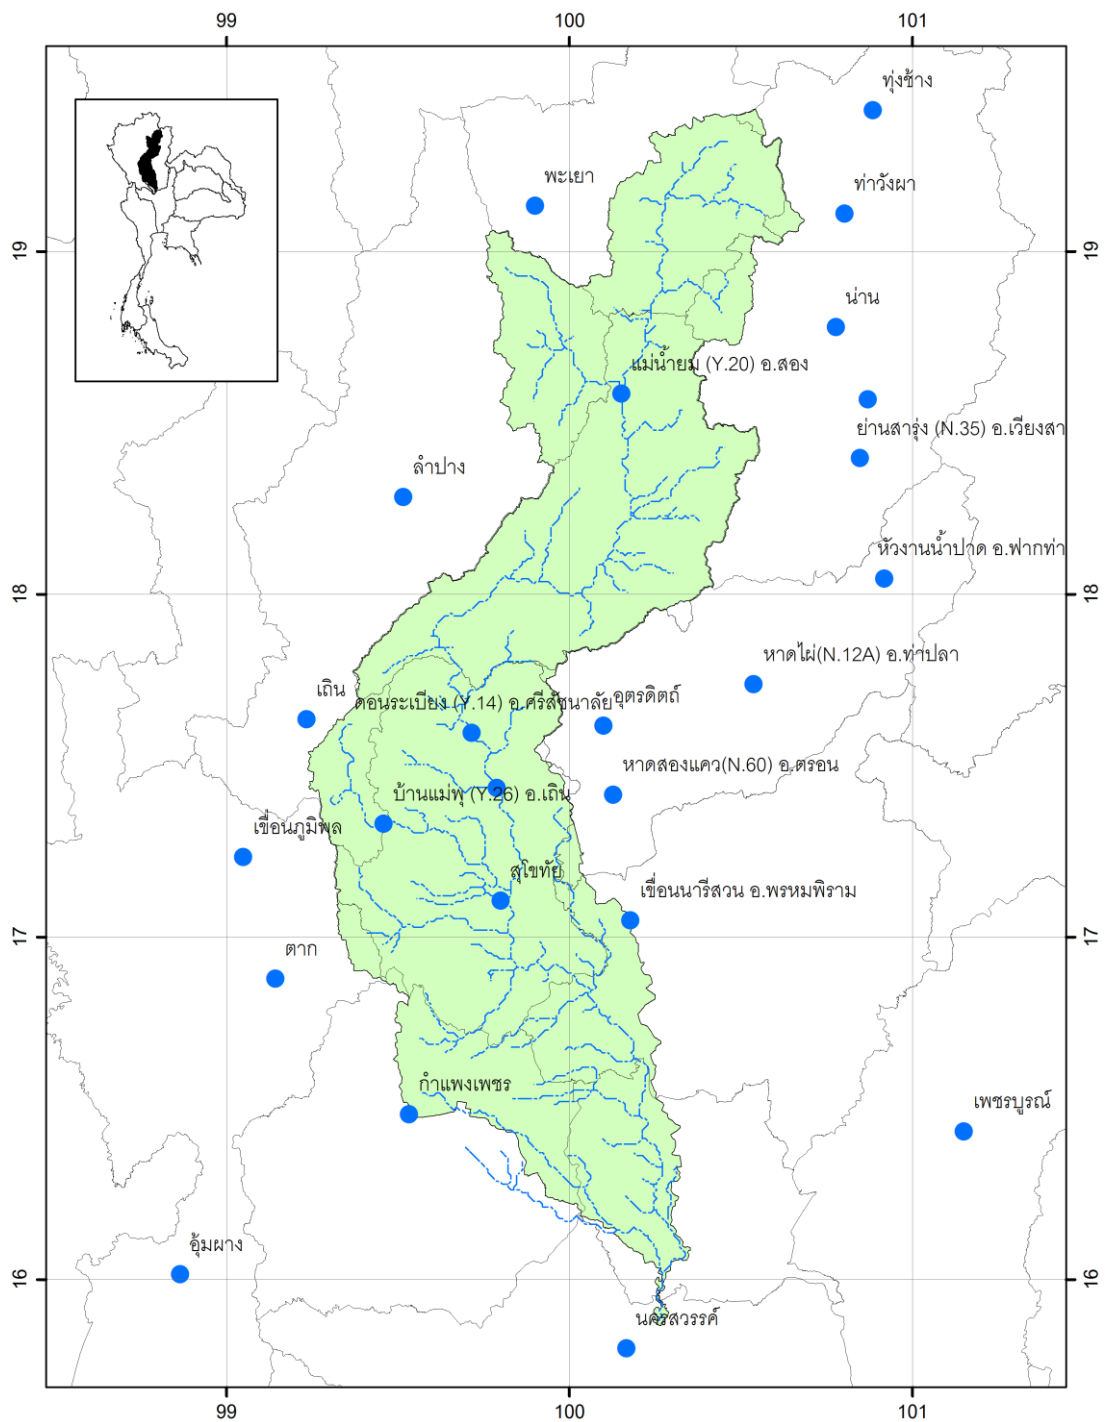 99 100 101
ทุ่งช้าง
พะเยา
ท่าวังผา
19 19
น่าน
แม่น้ำยม (Y.20) อ.สอง
ย่านสารุ่ง (N.35) อ.เวียงสา
ลำปาง
หัวงานน้ำปาด อ.ฟากท่า
18 18
หาดไผ่(N.12A) อ.ท่าปลา
เถิน
ดอนระเบียง (Y.14) อ.ศรีสัชนาลัย
อุตรดิตถ์
หาดสองแคว(N.60) อ.ตรอน
บ้านแม่พุ (Y.26) อ.เถิน
เขื่อนภูมิพล
สุโขทัย
เขื่อนนารีสวน อ.พรหมพิราม
17 17
ตาก
กำแพงเพชร
เพชรบูรณ์
อุ้มผาง
16 16
นครสวรรค์
99 100 101